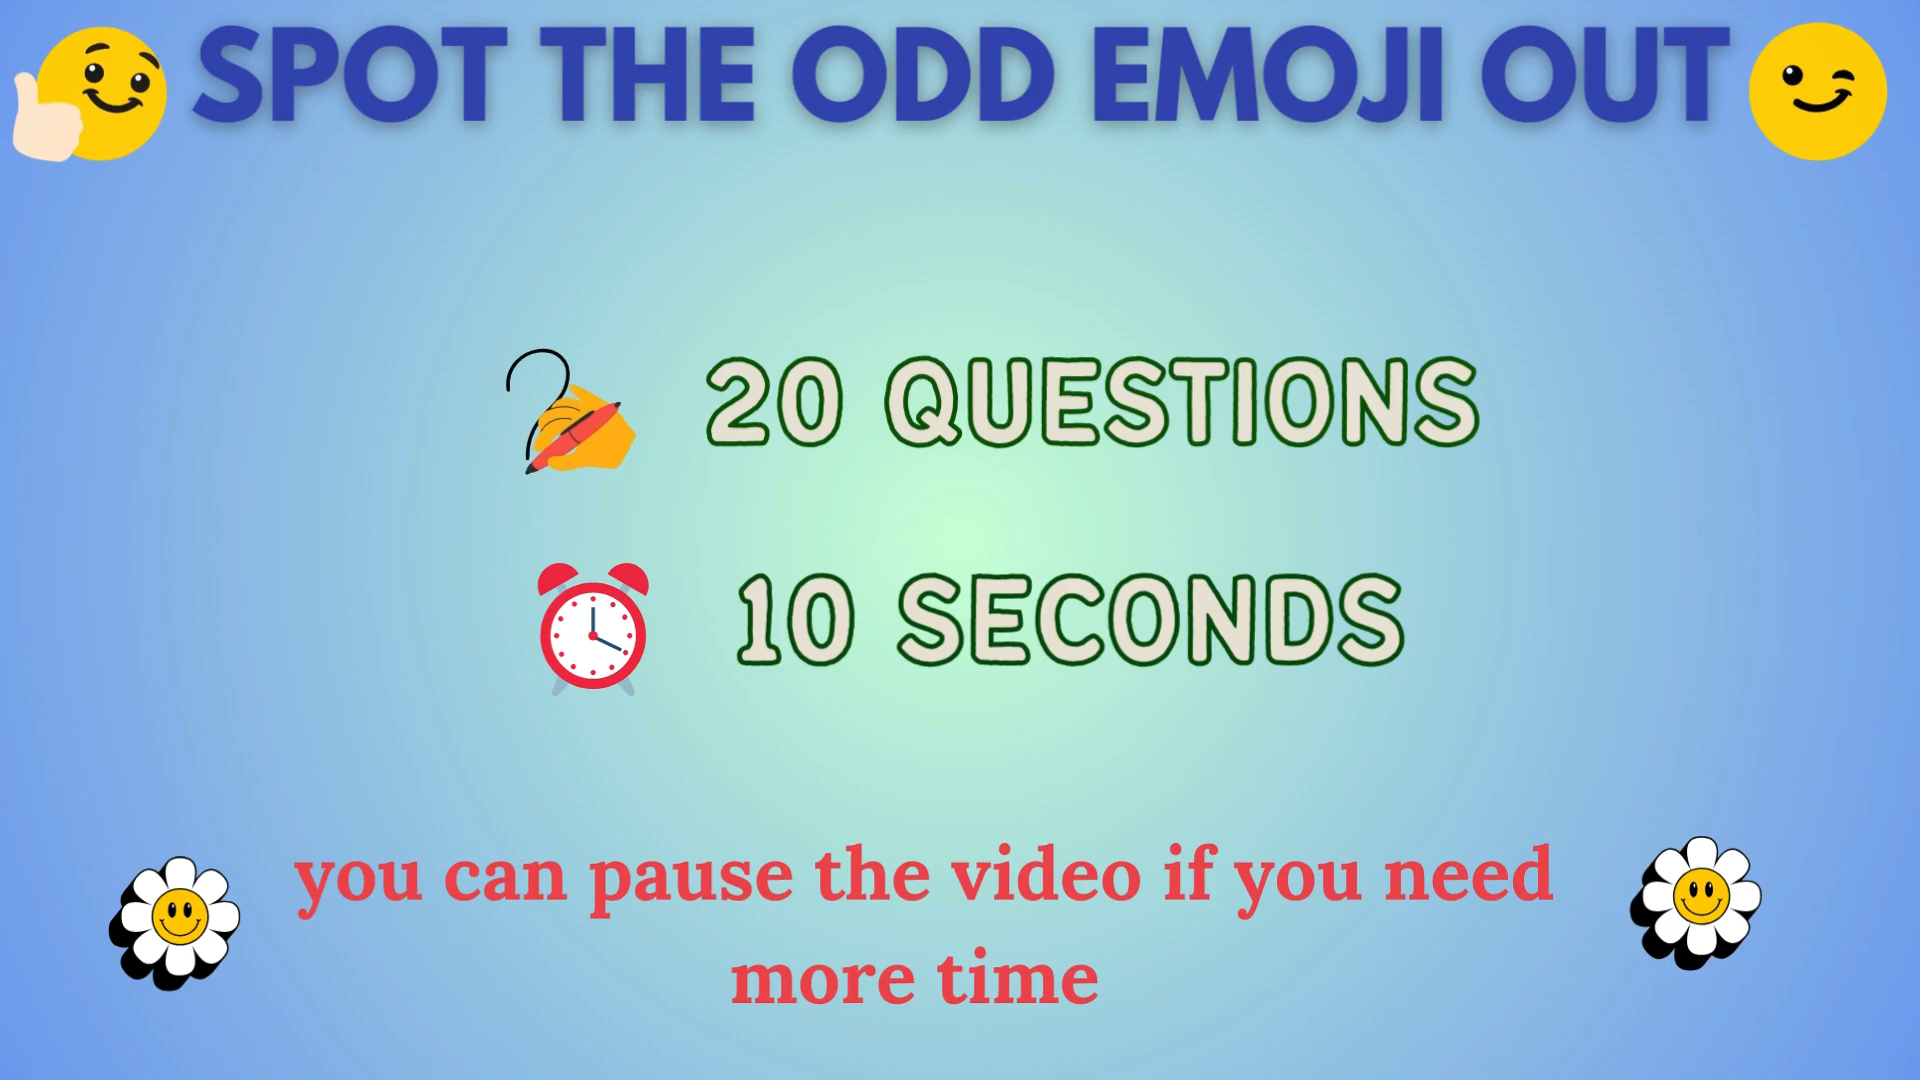 SPOT THE ODD EMOJI OUT
20 QUESTIONS
10 SECONDS
you can pause the video if you need
more time